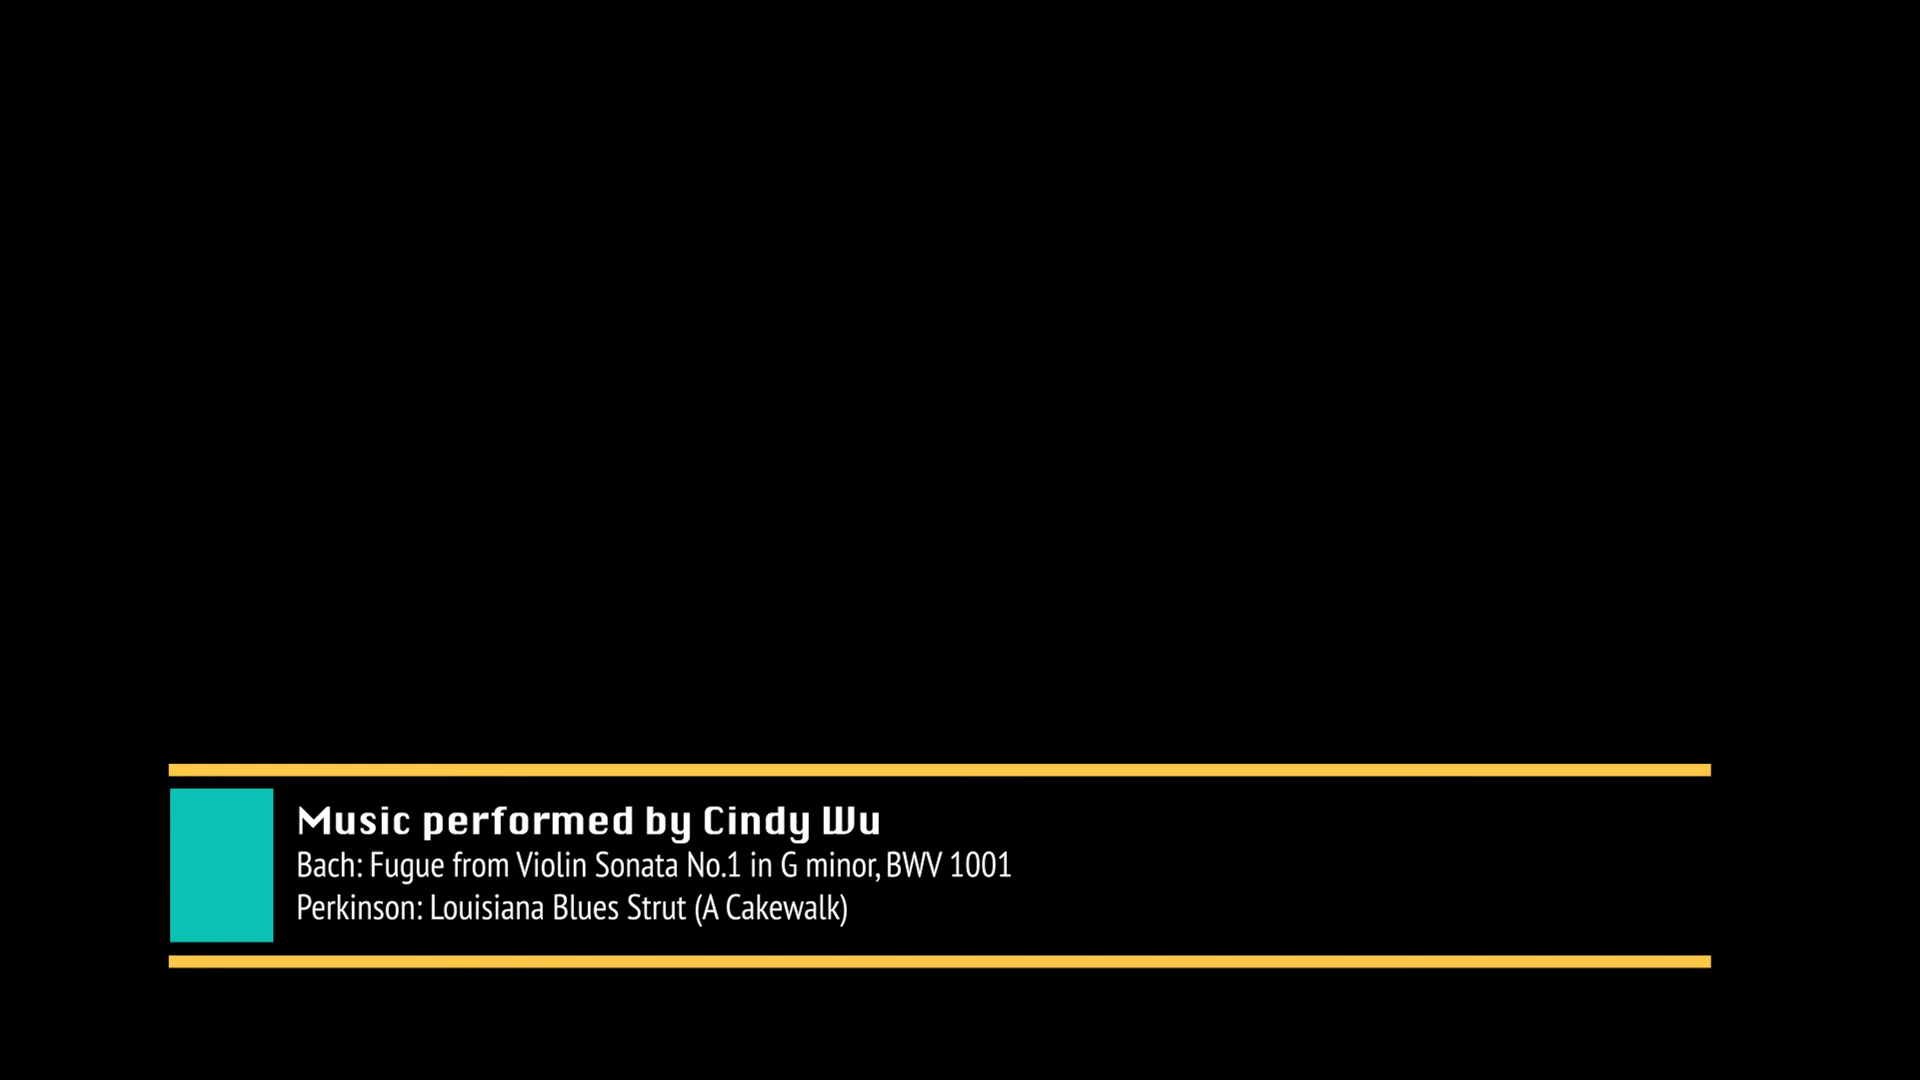 Music performed by Cindy Wu
Bach: Fugue from Violin Sonata No.1 in G minor, BWV 1001
Perkinson: Louisiana Blues Strut (A Cakewalk)